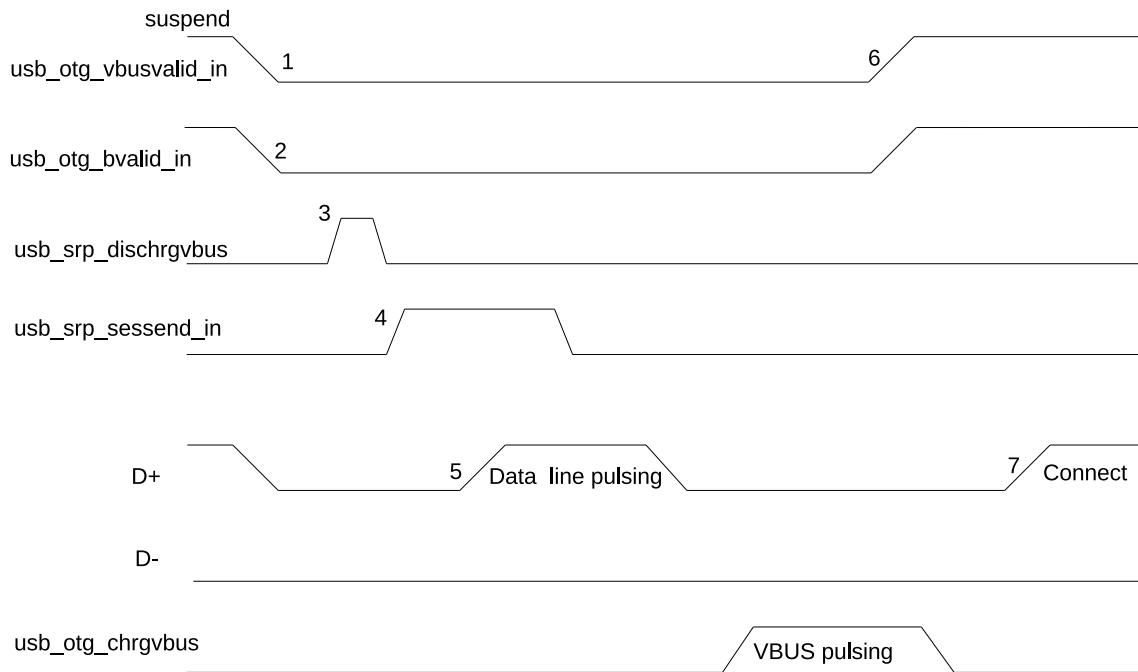 suspend
usb_otg_vbusvalid_in
1
6
usb_otg_bvalid_in
2
usb_srp_dischrgvbus
3
usb_srp_sessend_in
4
D+
5
Data line pulsing
7
Connect
D-
usb_otg_chrgvbus
VBUS pulsing